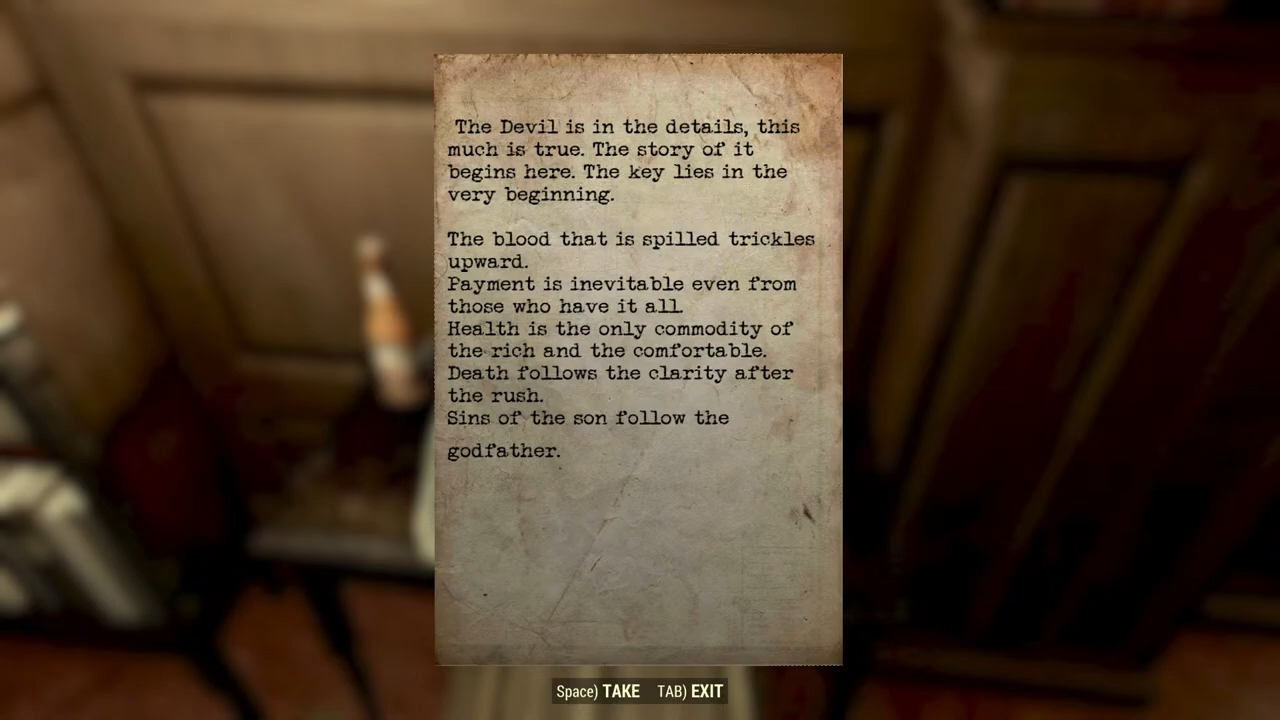 The Devil is in the details, this
much is true. The story of it
begins here. The key lies in the
very beginning.
The blood that is spilled trickles
upward.
Payment is inevitable even from
those who have it all.
Health is the only commodity of
the rich and the comfortable.
Death follows the clarity after
the rush.
Sins of the son follow the
godfather.
Space) TAKE TAB) EXIT